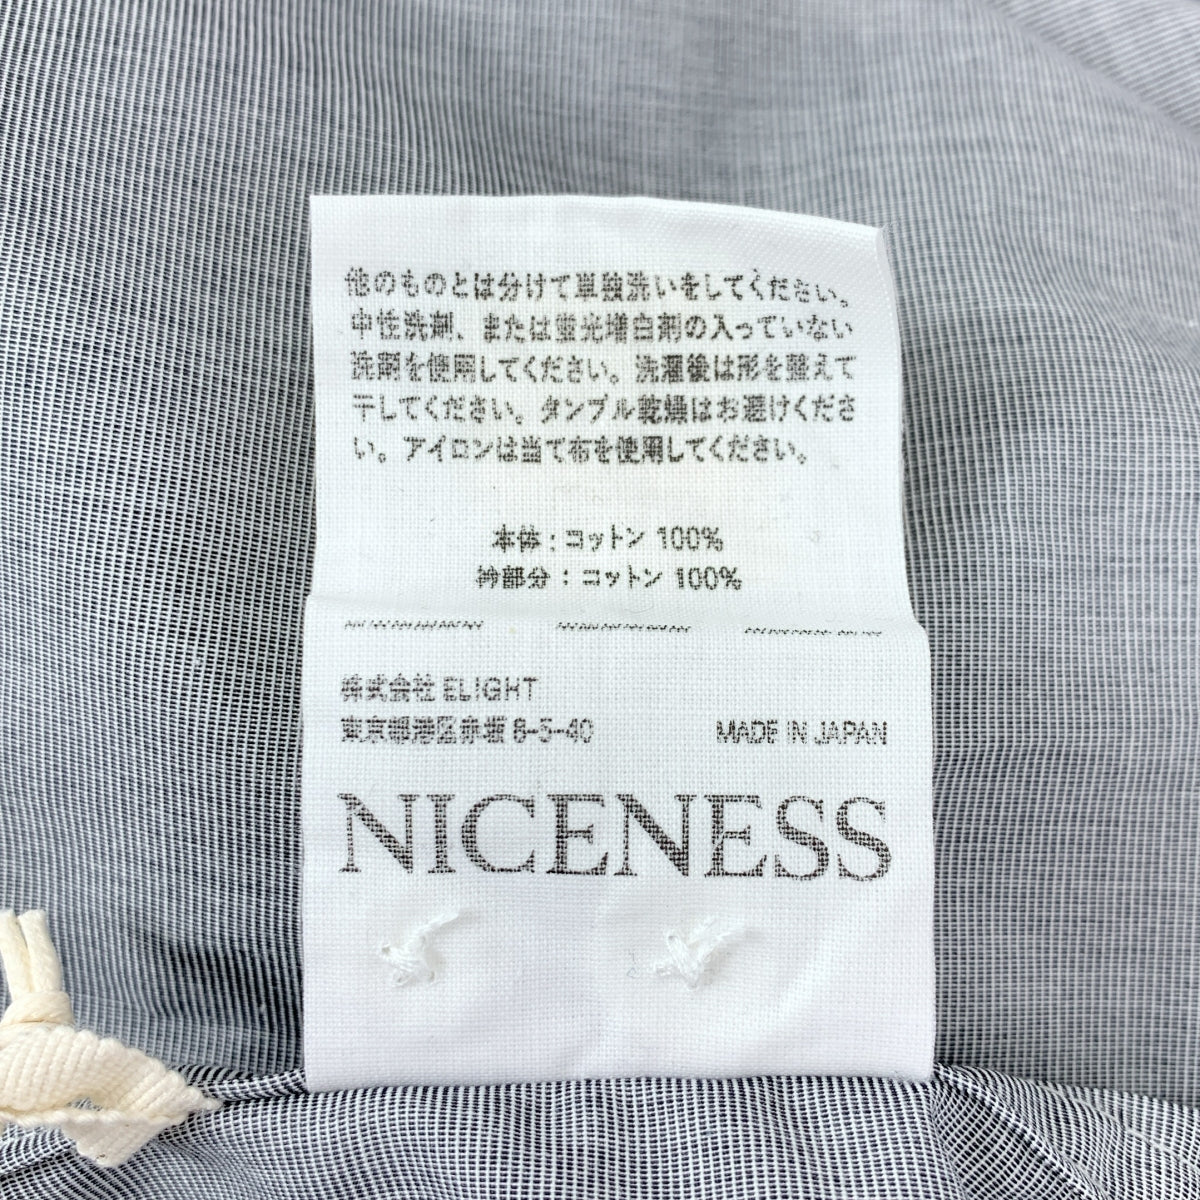 他のものとは分けて単独洗いをしてください。
中性洗剤、または蛍光増白剤の入っていない
洗剤を使用してください。洗濯後は形を整えて
干してください。タンブル乾燥はお避けくださ
い。アイロンは当て布を使用してください。
本体：コットン 100%
衿部分：コットン 100%
株式会社 ELIGHT
東京都港区赤坂 8-5-40
MADE IN JAPAN
NICENESS